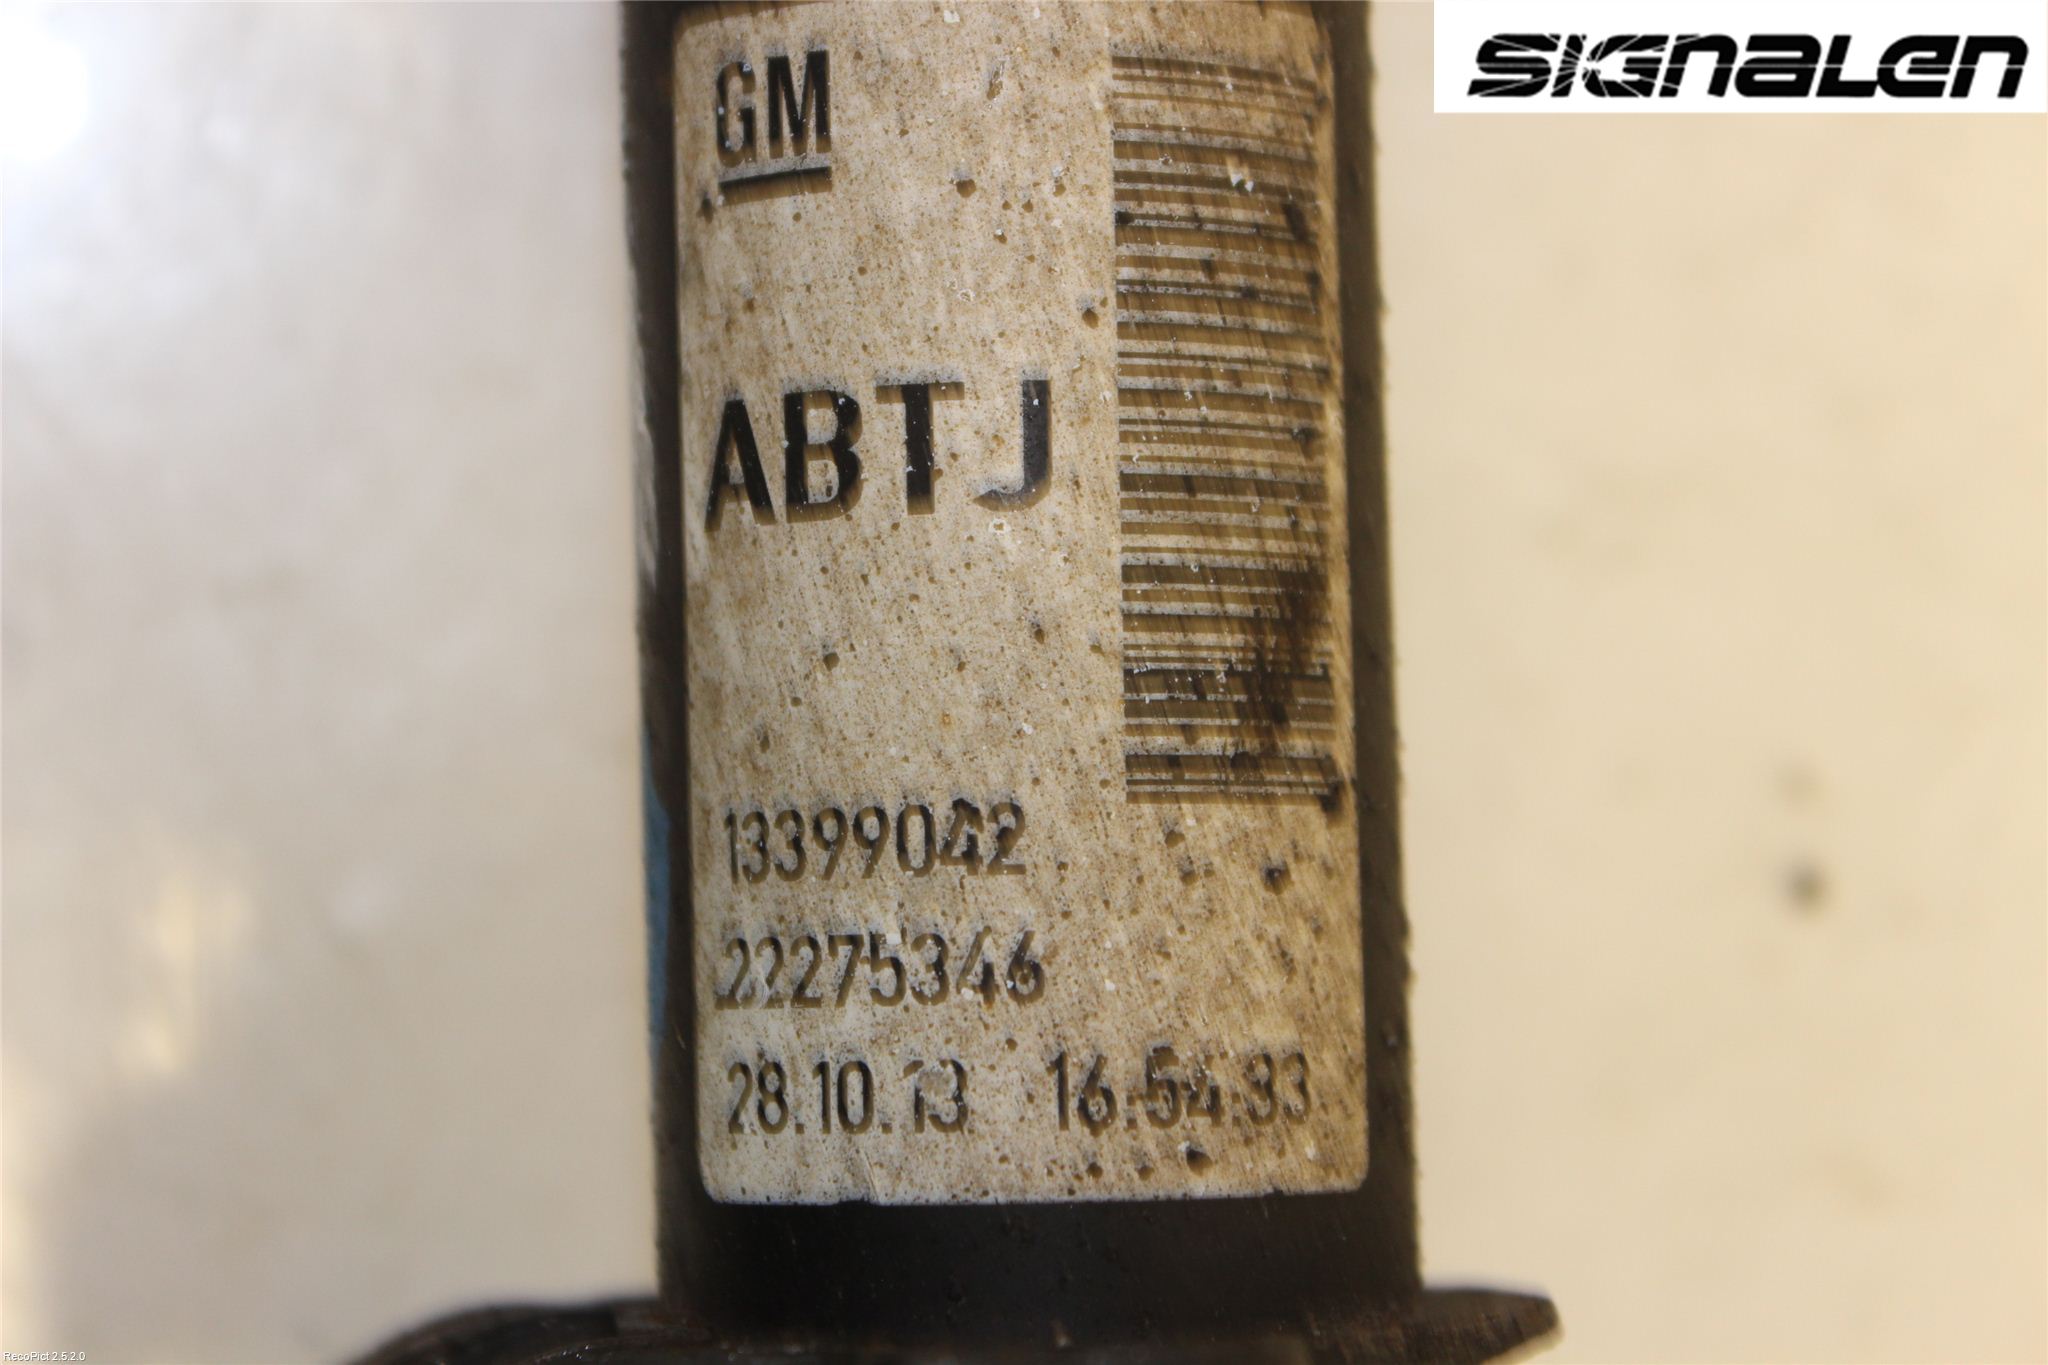 SIGNALEN
GM
ABTJ
13399042
22275346
28.10.13 16:54:33
RecoPict 2.5.2.0